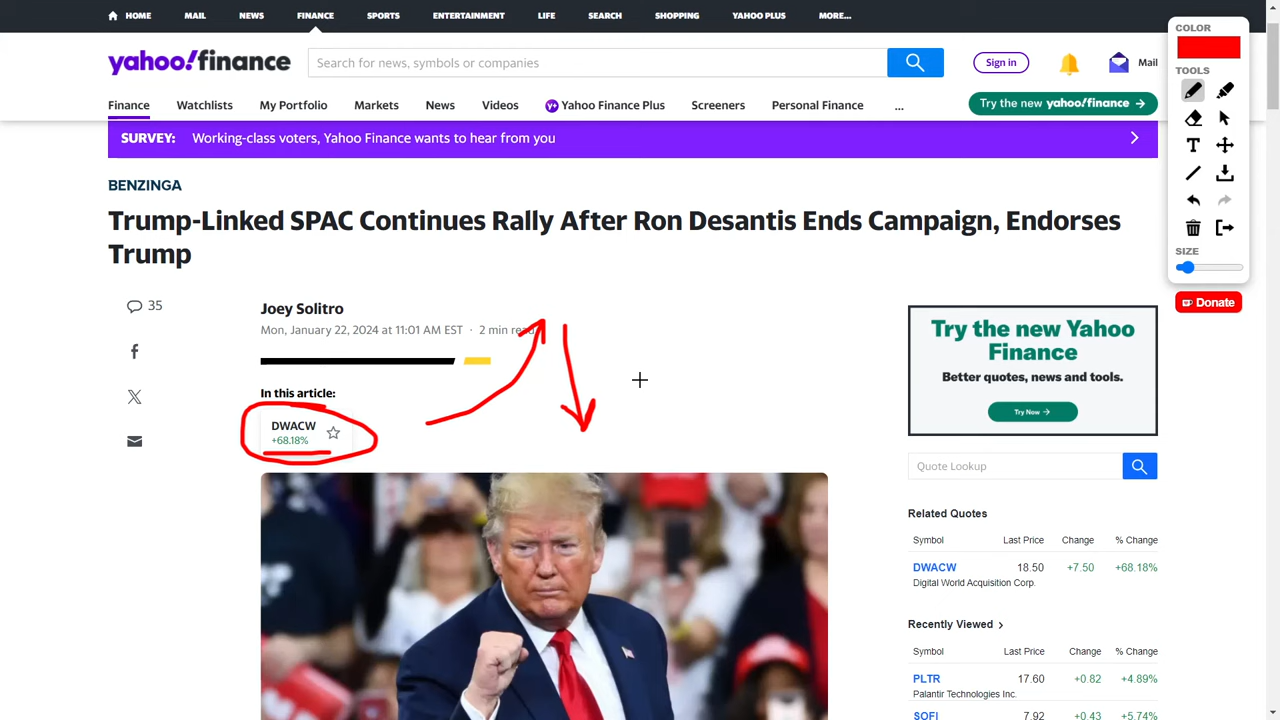 HOME MAIL NEWS FINANCE SPORTS ENTERTAINMENT LIFE SEARCH SHOPPING YAHOO PLUS MORE...
yahoo!finance
Search for news, symbols or companies
Sign in
Mail
Finance Watchlists My Portfolio Markets News Videos Yahoo Finance Plus Screeners Personal Finance ...
Try the new yahoo!finance →
SURVEY: Working-class voters, Yahoo Finance wants to hear from you
BENZINGA
Trump-Linked SPAC Continues Rally After Ron Desantis Ends Campaign, Endorses
Trump
35
Joey Solitro
Mon, January 22, 2024 at 11:01 AM EST · 2 min read
In this article:
DWACW
+68.18%
Try the new Yahoo
Finance
Better quotes, news and tools.
Try Now →
Quote Lookup
Related Quotes
Symbol Last Price Change % Change
DWACW 18.50 +7.50 +68.18%
Digital World Acquisition Corp.
Recently Viewed
Symbol Last Price Change % Change
PLTR 17.60 +0.82 +4.89%
Palantir Technologies Inc.
SOFI 7.92 +0.43 +5.74%
COLOR
TOOLS
T
SIZE
Donate